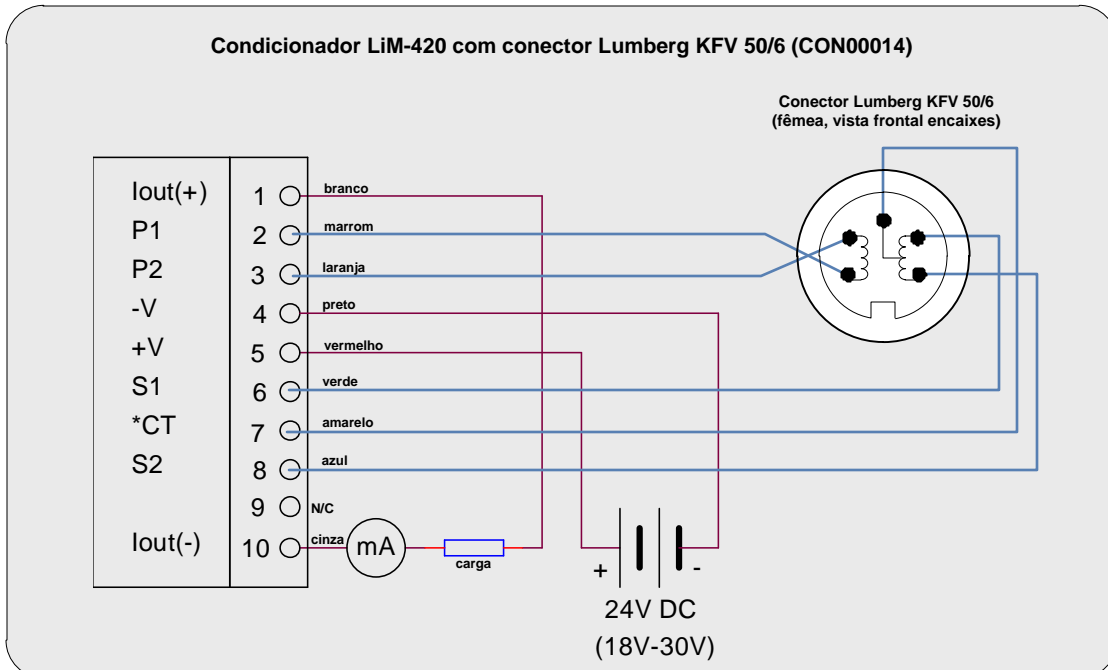 Condicionador LiM-420 com conector Lumberg KFV 50/6 (CON00014)
Conector Lumberg KFV 50/6
(fêmea, vista frontal encaixes)
Iout(+) 1 branco
P1 2 marrom
P2 3 laranja
-V 4 preto
+V 5 vermelho
S1 6 verde
*CT 7 amarelo
S2 8 azul
9 N/C
Iout(-) 10 cinza mA carga
+ -
24V DC
(18V-30V)